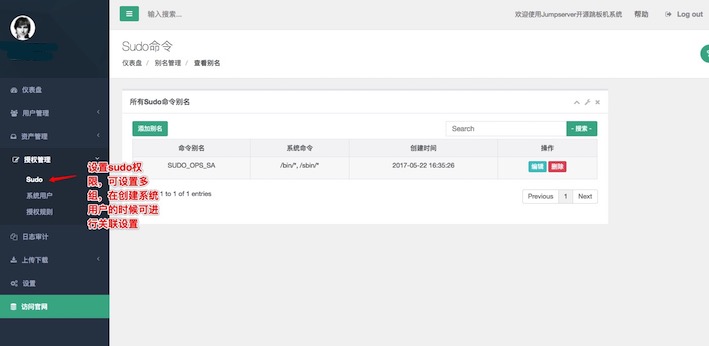 输入搜索...
欢迎使用Jumpserver开源跳板机系统
帮助
Log out
Sudo命令
仪表盘 / 别名管理 / 查看别名
仪表盘
用户管理
资产管理
授权管理
Sudo
系统用户
授权规则
日志审计
上传下载
设置
访问官网
设置sudo权
限，可设置多
组，在创建系统
用户的时候可进
行关联设置
所有Sudo命令别名
添加别名
Search
- 搜索 -
命令别名 系统命令 创建时间 操作
SUDO_OPS_SA /bin/*, /sbin/* 2017-05-22 16:35:26 编辑 删除
1 to 1 of 1 entries
Previous 1 Next